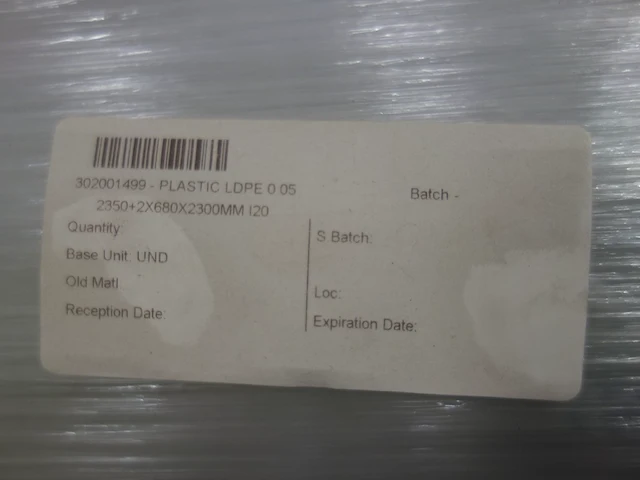 302001499 - PLASTIC LDPE 0 05
2350+2X680X2300MM I20
Batch -
Quantity:
Base Unit. UND
Old Matl
Reception Date:
S Batch:
Loc:
Expiration Date: